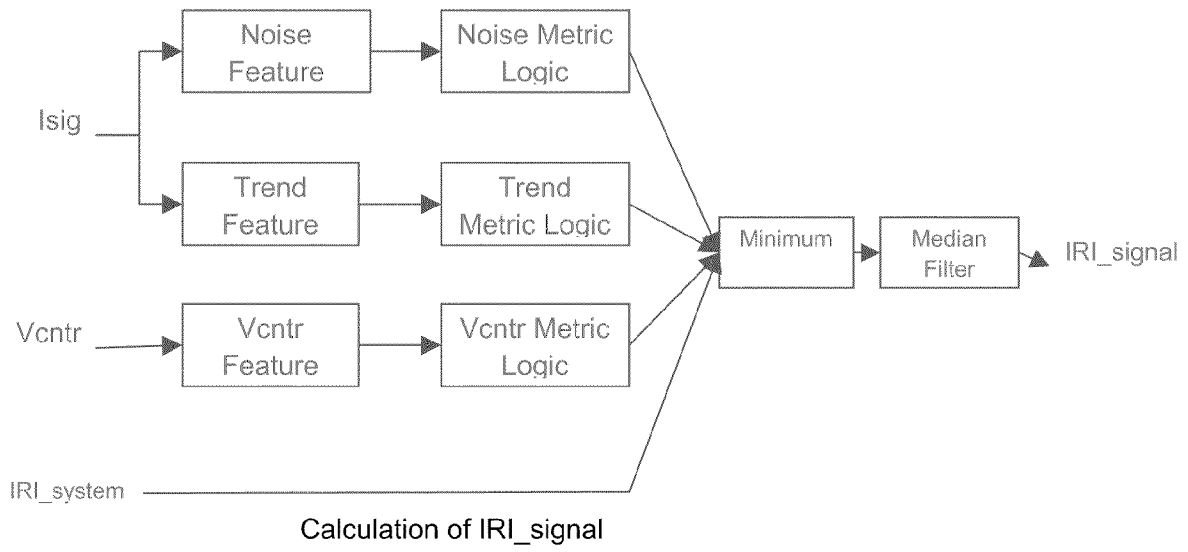 Noise
Feature
Noise Metric
Logic
Isig
Trend
Feature
Trend
Metric Logic
Minimum
Median
Filter
IRI_signal
Vcntr
Vcntr
Feature
Vcntr Metric
Logic
IRI_system
Calculation of IRI_signal